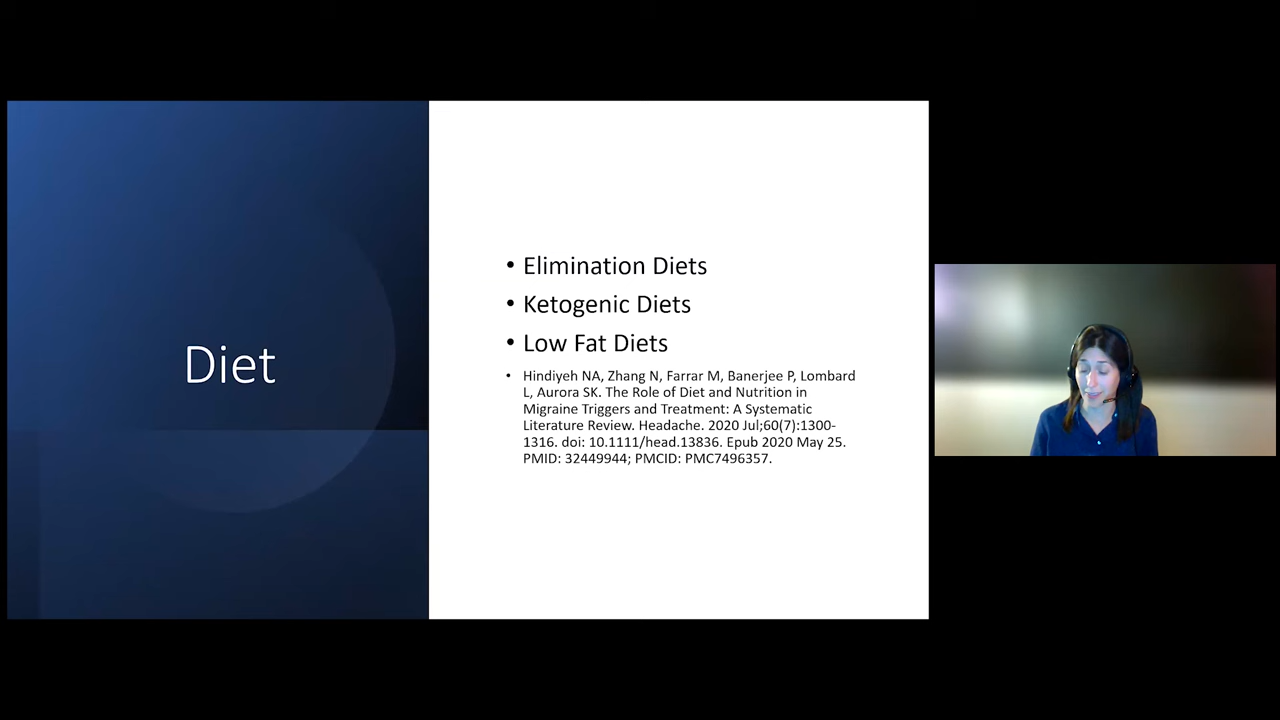 Diet
• Elimination Diets
• Ketogenic Diets
• Low Fat Diets
• Hindiyeh NA, Zhang N, Farrar M, Banerjee P, Lombard
L, Aurora SK. The Role of Diet and Nutrition in
Migraine Triggers and Treatment: A Systematic
Literature Review. Headache. 2020 Jul;60(7):1300-
1316. doi: 10.1111/head.13836. Epub 2020 May 25.
PMID: 32449944; PMCID: PMC7496357.